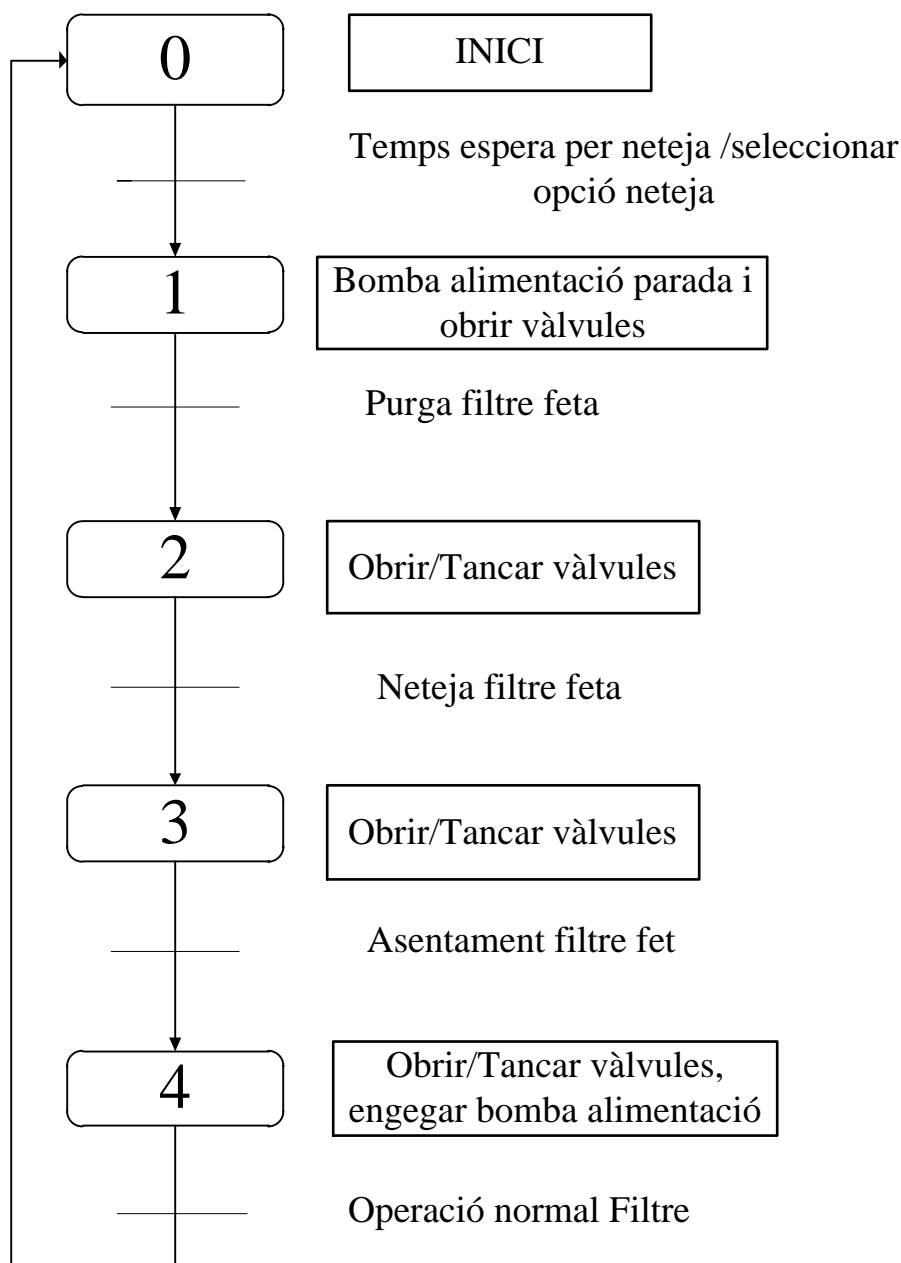 0
INICI
Temps espera per neteja /seleccionar
opció neteja
1
Bomba alimentació parada i
obrir vàlvules
Purga filtre feta
2
Obrir/Tancar vàlvules
Neteja filtre feta
3
Obrir/Tancar vàlvules
Asentament filtre fet
4
Obrir/Tancar vàlvules,
engegar bomba alimentació
Operació normal Filtre